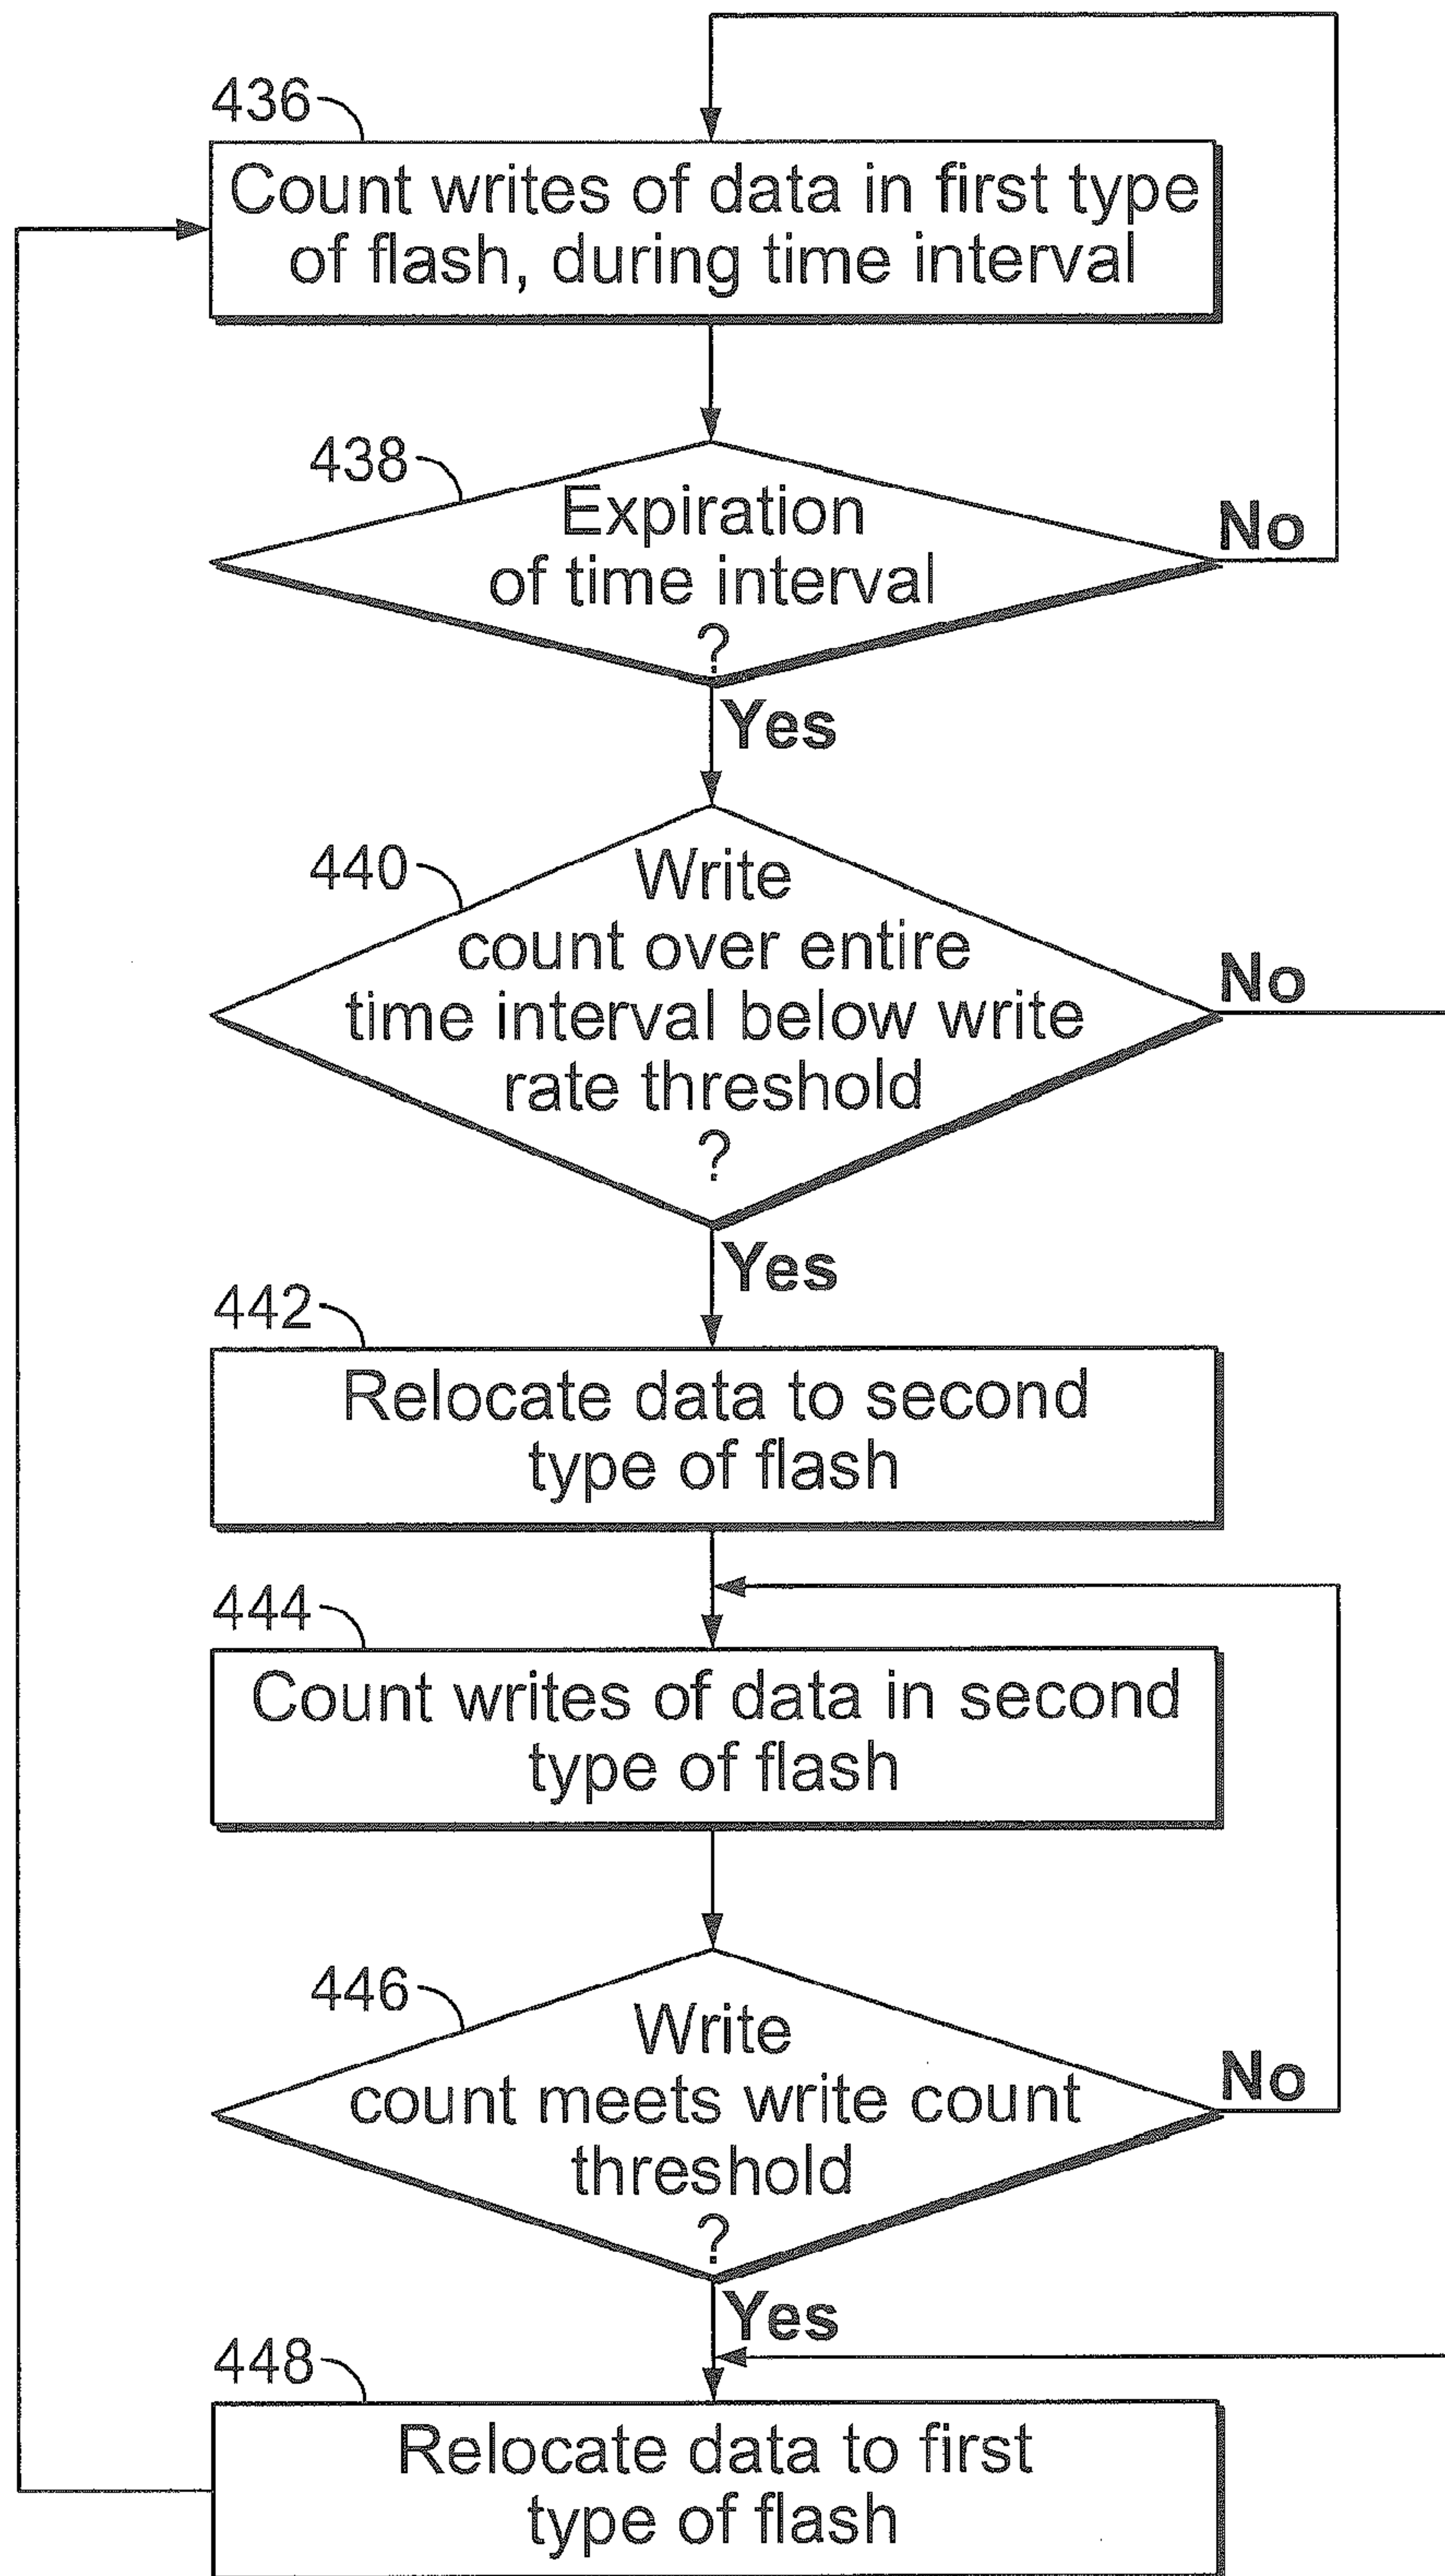 436
Count writes of data in first type
of flash, during time interval
438
Expiration
of time interval
?
No
Yes
440
Write
count over entire
time interval below write
rate threshold
?
No
Yes
442
Relocate data to second
type of flash
444
Count writes of data in second
type of flash
446
Write
count meets write count
threshold
?
No
Yes
448
Relocate data to first
type of flash